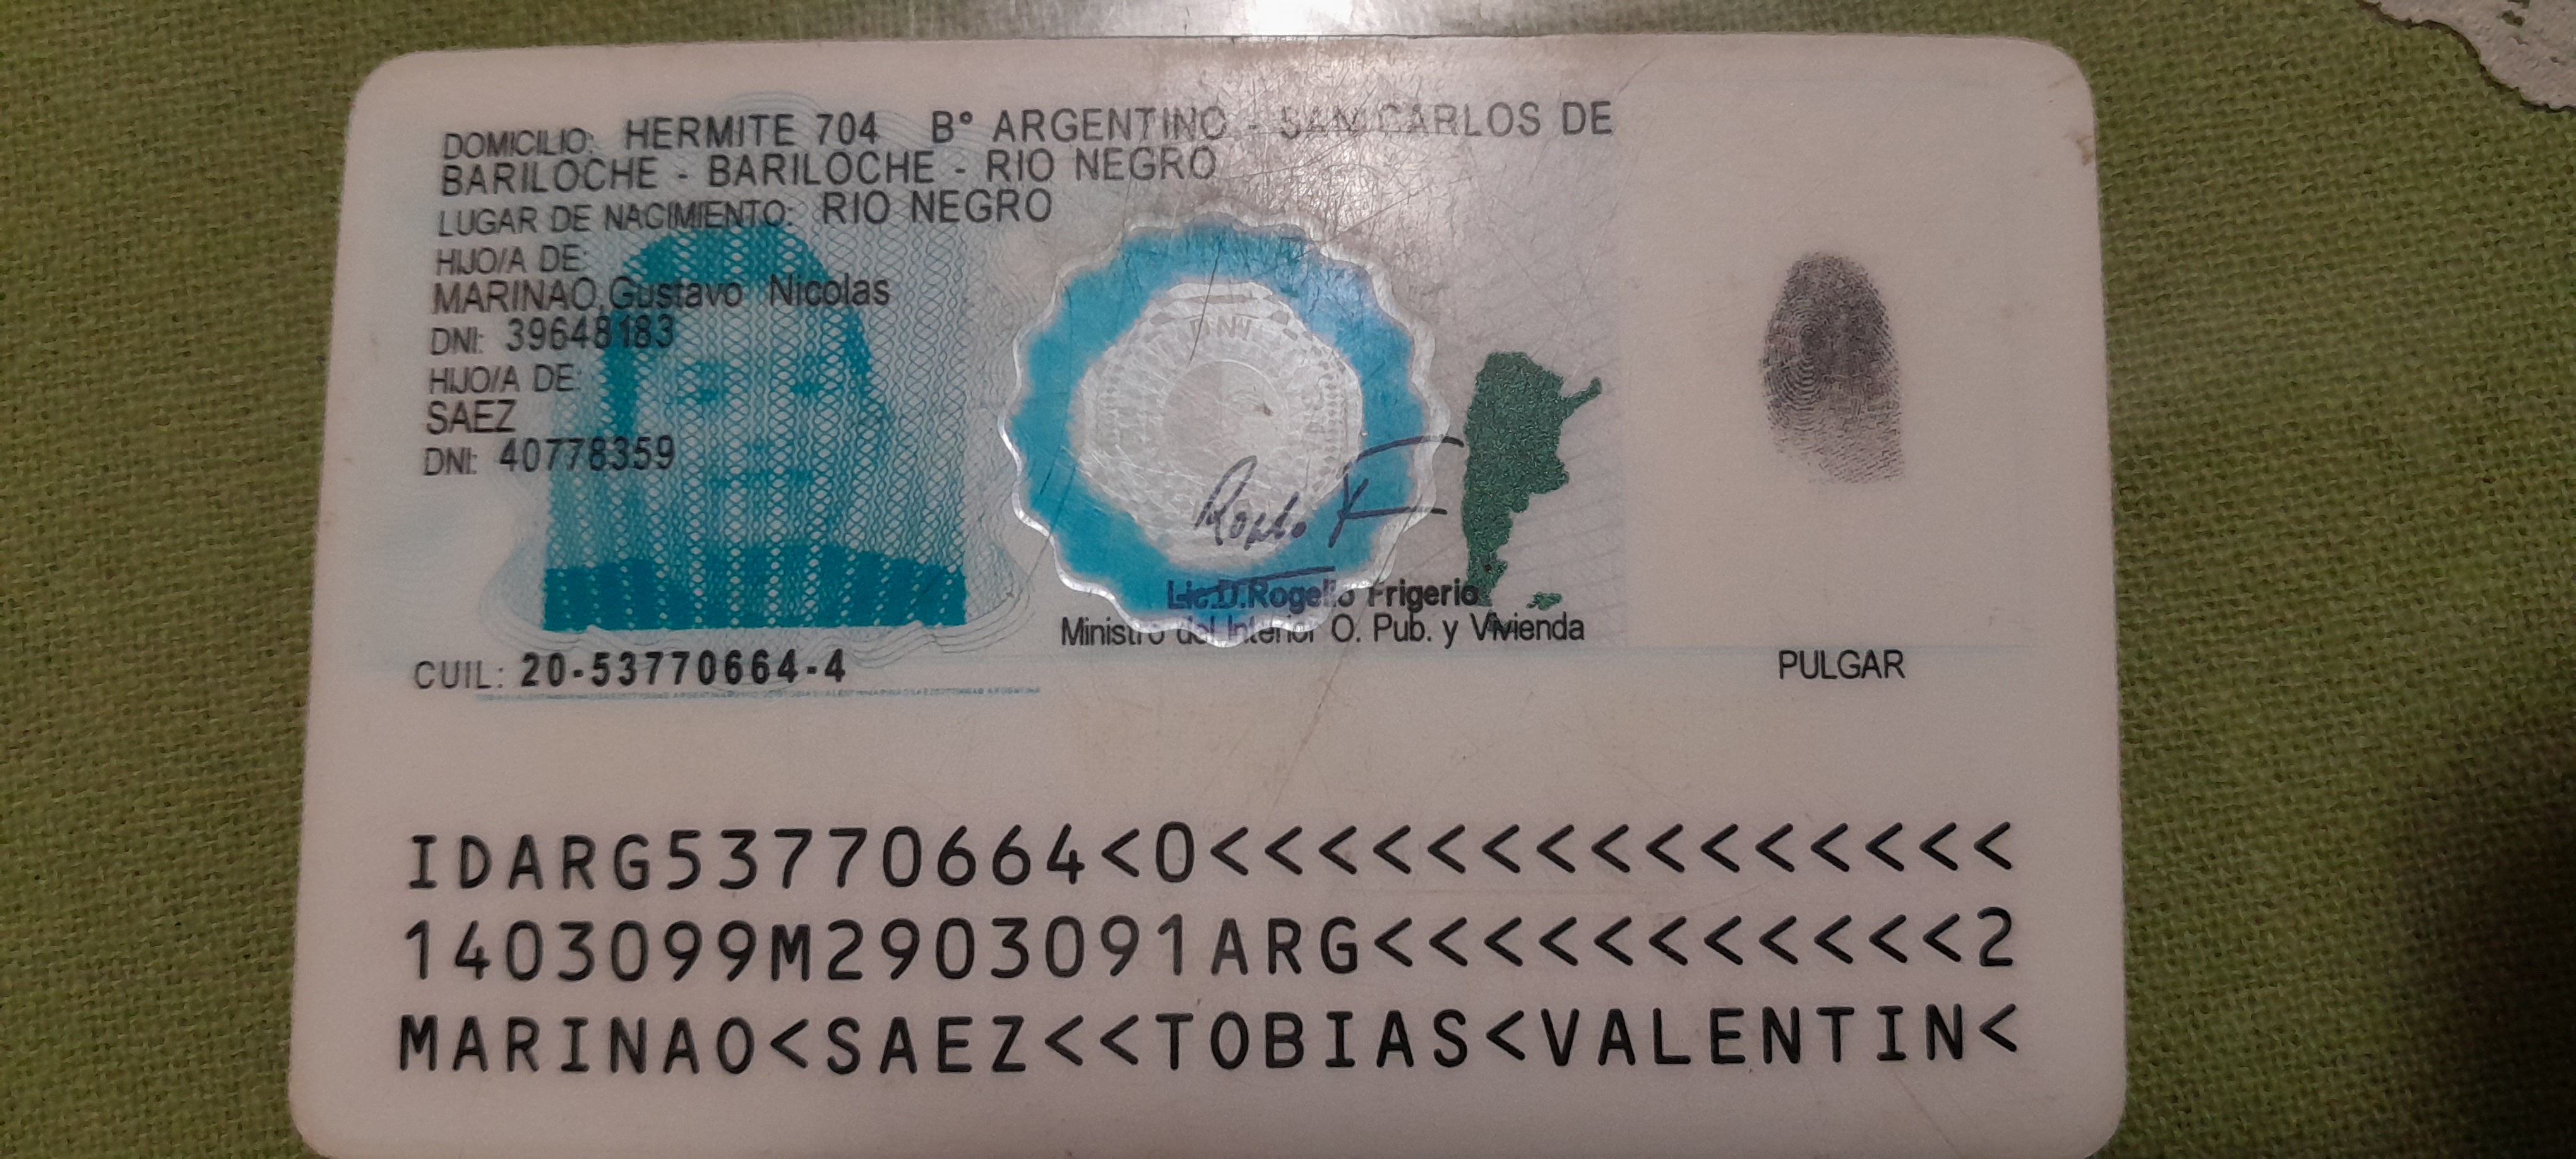 DOMICILIO: HERMITE 704 B° ARGENTINO - SAN CARLOS DE
BARILOCHE - BARILOCHE - RIO NEGRO
LUGAR DE NACIMIENTO: RIO NEGRO
HIJO/A DE:
MARINAO, Gustavo Nicolas
DNI: 39648183
HIJO/A DE:
SAEZ
DNI: 40778359
Lic. D. Rogelio Frigerio
Ministro del Interior O. Pub. y Vivienda
CUIL: 20-53770664-4
PULGAR
IDARG53770664<0<<<<<<<<<<<<<<<
1403099M2903091ARG<<<<<<<<<<<2
MARINAO<SAEZ<<TOBIAS<VALENTIN<